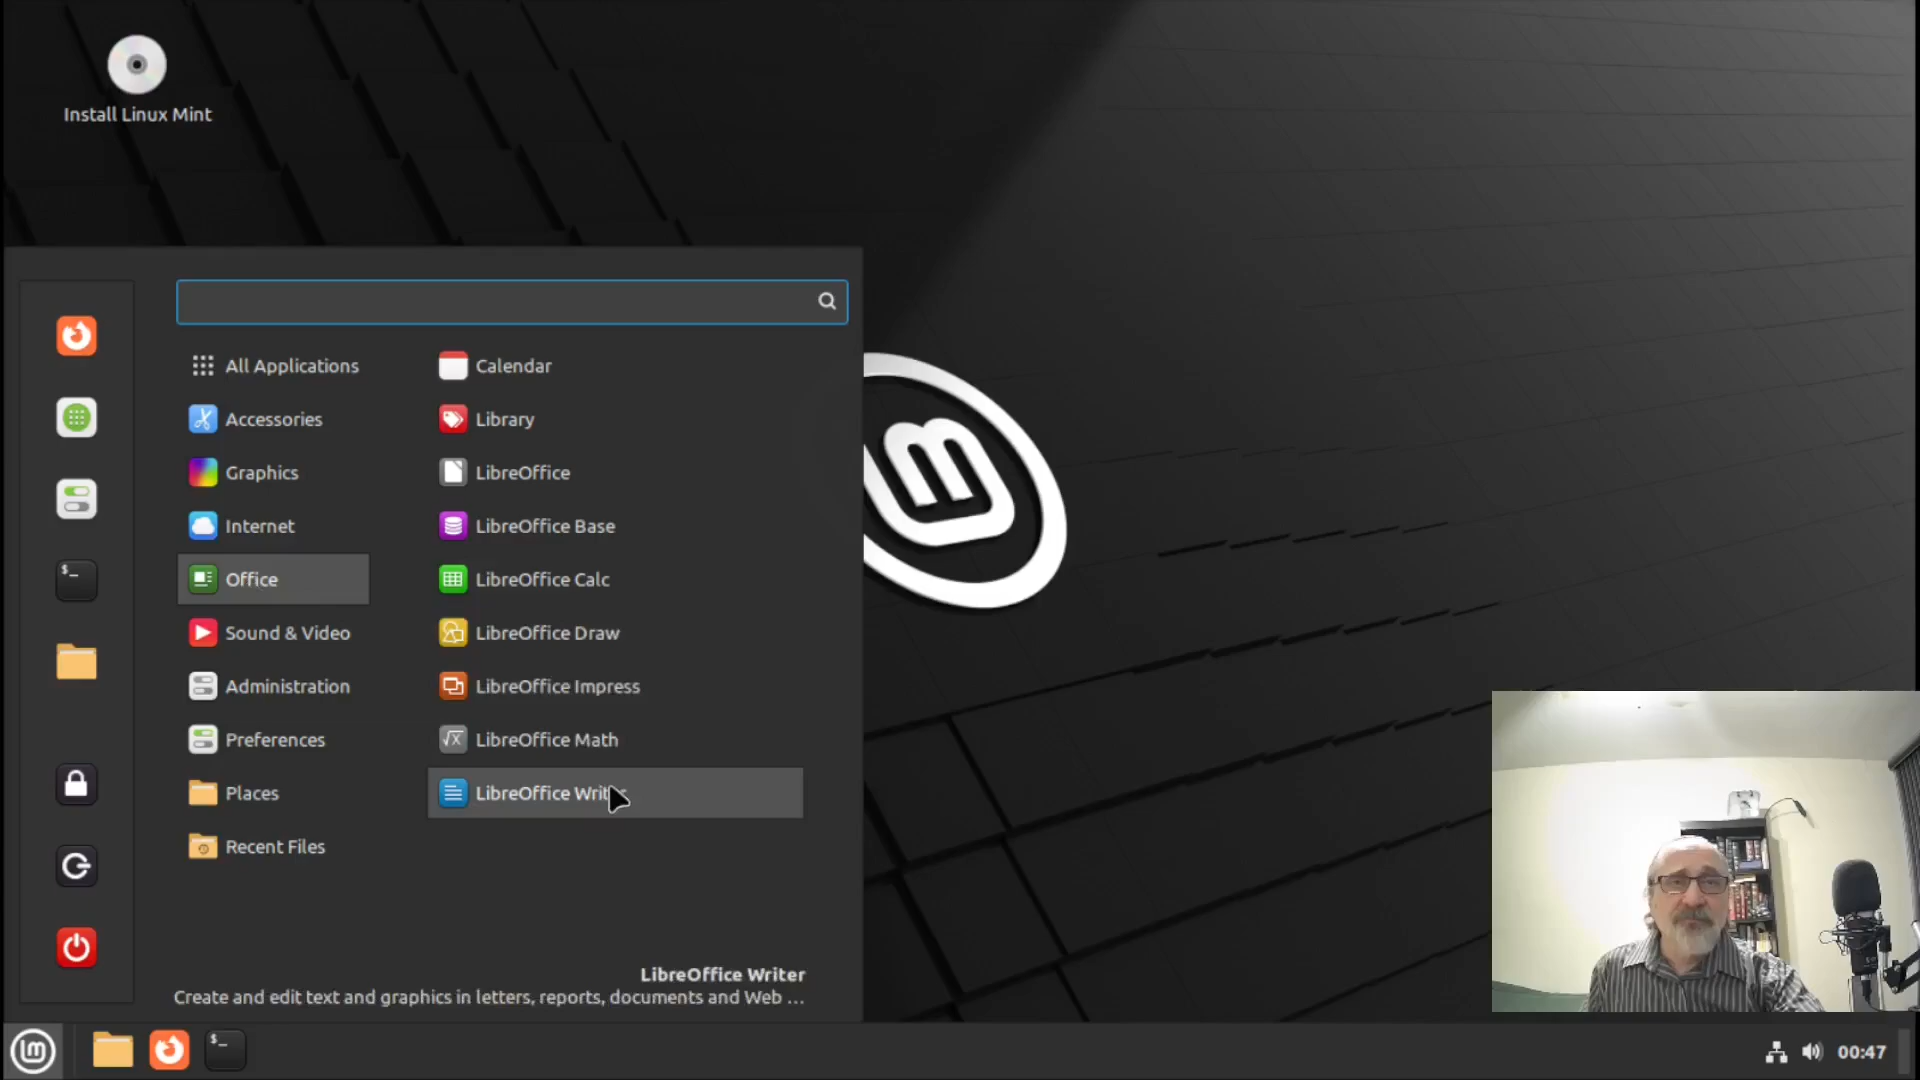 Install Linux Mint
All Applications
Accessories
Graphics
Internet
Office
Sound & Video
Administration
Preferences
Places
Recent Files
Calendar
Library
LibreOffice
LibreOffice Base
LibreOffice Calc
LibreOffice Draw
LibreOffice Impress
LibreOffice Math
LibreOffice Writer
LibreOffice Writer
Create and edit text and graphics in letters, reports, documents and Web ...
$_
$_
00:47